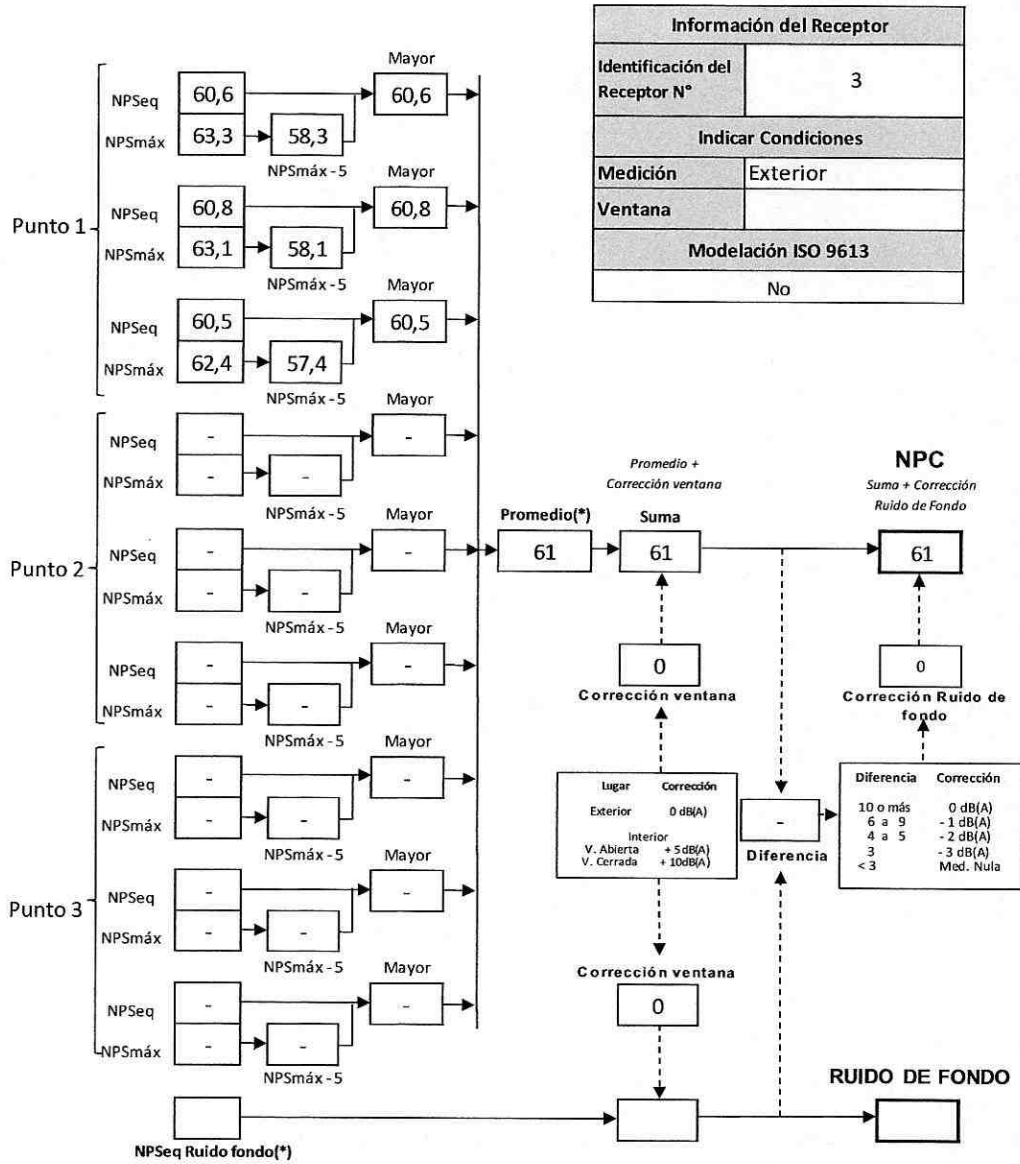 Información del Receptor
Identificación del
Receptor N°
3
Indicar Condiciones
Medición
Exterior
Ventana
Modelación ISO 9613
No
Punto 1
Mayor
NPSeq
60,6
60,6
NPSmáx
63,3
58,3
NPSmáx - 5
Mayor
NPSeq
60,8
60,8
NPSmáx
63,1
58,1
NPSmáx - 5
Mayor
NPSeq
60,5
60,5
NPSmáx
62,4
57,4
NPSmáx - 5
Punto 2
Mayor
NPSeq
-
-
NPSmáx
-
-
NPSmáx - 5
Mayor
NPSeq
-
-
NPSmáx
-
-
NPSmáx - 5
Mayor
NPSeq
-
-
NPSmáx
-
-
NPSmáx - 5
Punto 3
Mayor
NPSeq
-
-
NPSmáx
-
-
NPSmáx - 5
Mayor
NPSeq
-
-
NPSmáx
-
-
NPSmáx - 5
Mayor
NPSeq
-
-
NPSmáx
-
-
NPSmáx - 5
NPSeq Ruido fondo(*)
Promedio(*)
61
Promedio +
Corrección ventana
Suma
61
0
Corrección ventana
Lugar Corrección
Exterior 0 dB(A)
Interior
V. Abierta + 5 dB(A)
V. Cerrada + 10dB(A)
Corrección ventana
0
-
Diferencia
NPC
Suma + Corrección
Ruido de Fondo
61
0
Corrección Ruido de
fondo
Diferencia Corrección
10 o más 0 dB(A)
6 a 9 - 1 dB(A)
4 a 5 - 2 dB(A)
3 - 3 dB(A)
< 3 Med. Nula
RUIDO DE FONDO